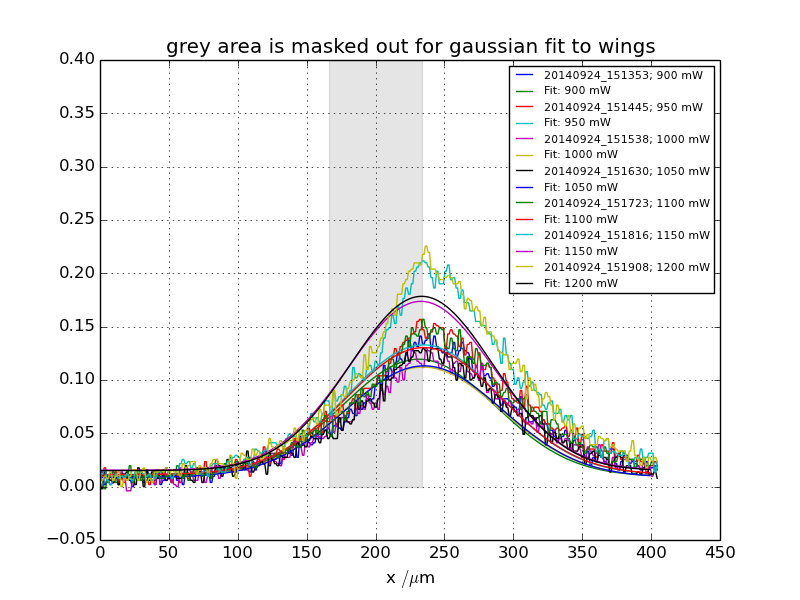 grey area is masked out for gaussian fit to wings
0.40
0.35
0.30
0.25
0.20
0.15
0.10
0.05
0.00
−0.05
20140924_151353; 900 mW
Fit: 900 mW
20140924_151445; 950 mW
Fit: 950 mW
20140924_151538; 1000 mW
Fit: 1000 mW
20140924_151630; 1050 mW
Fit: 1050 mW
20140924_151723; 1100 mW
Fit: 1100 mW
20140924_151816; 1150 mW
Fit: 1150 mW
20140924_151908; 1200 mW
Fit: 1200 mW
0 50 100 150 200 250 300 350 400 450
x /μm